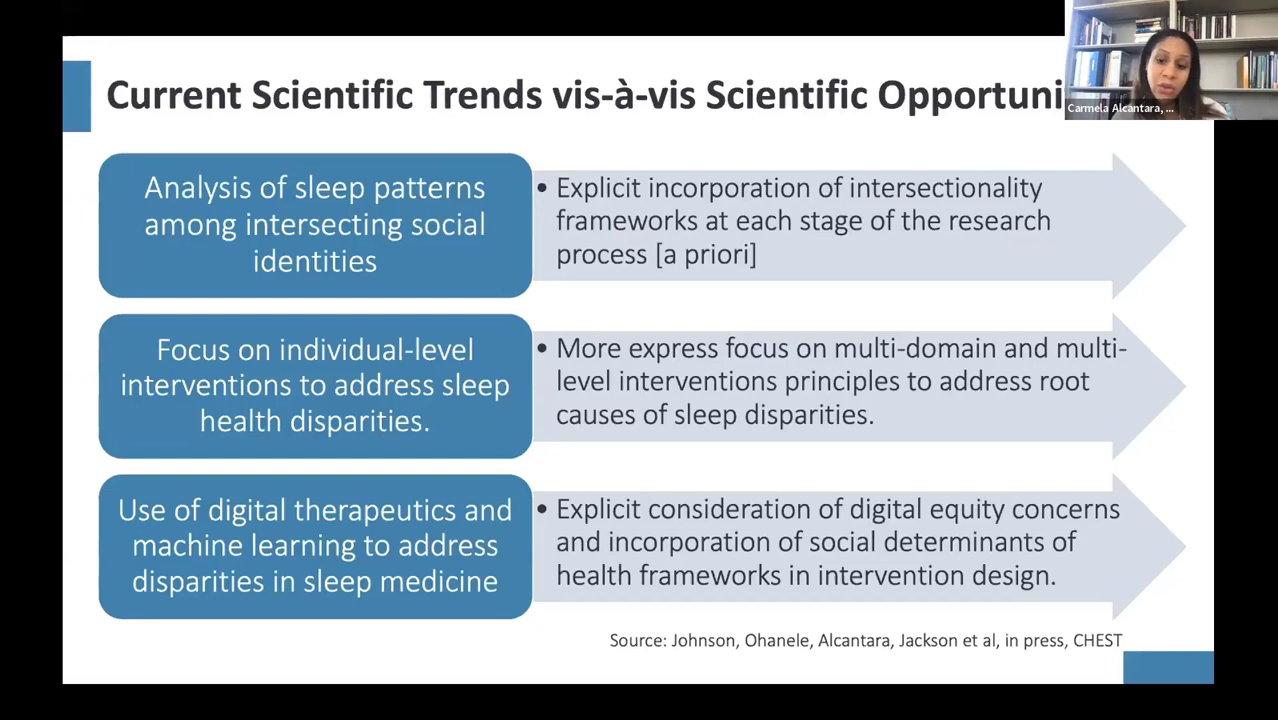 Current Scientific Trends vis-à-vis Scientific Opportuni
Carmela Alcantara, ...
Analysis of sleep patterns
among intersecting social
identities
• Explicit incorporation of intersectionality
frameworks at each stage of the research
process [a priori]
Focus on individual-level
interventions to address sleep
health disparities.
• More express focus on multi-domain and multi-
level interventions principles to address root
causes of sleep disparities.
Use of digital therapeutics and
machine learning to address
disparities in sleep medicine
• Explicit consideration of digital equity concerns
and incorporation of social determinants of
health frameworks in intervention design.
Source: Johnson, Ohanele, Alcantara, Jackson et al, in press, CHEST